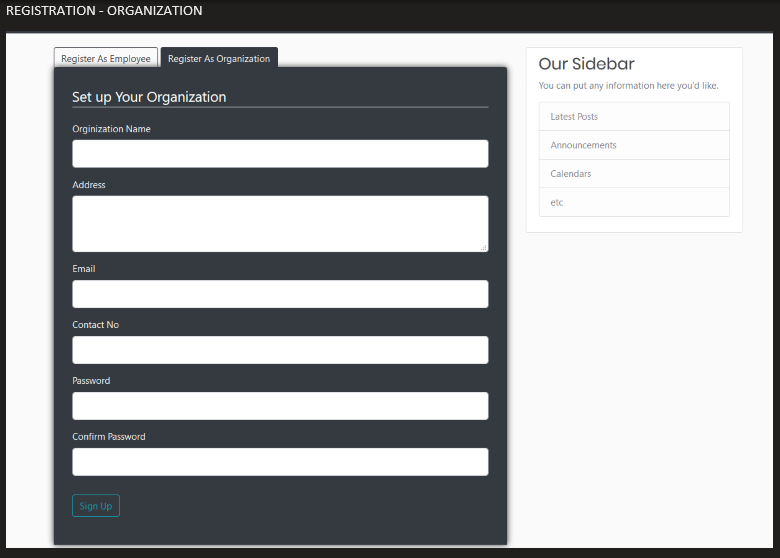 REGISTRATION - ORGANIZATION
Register As Employee
Register As Organization
Set up Your Organization
Orginization Name
Address
Email
Contact No
Password
Confirm Password
Sign Up
Our Sidebar
You can put any information here you'd like.
Latest Posts
Announcements
Calendars
etc